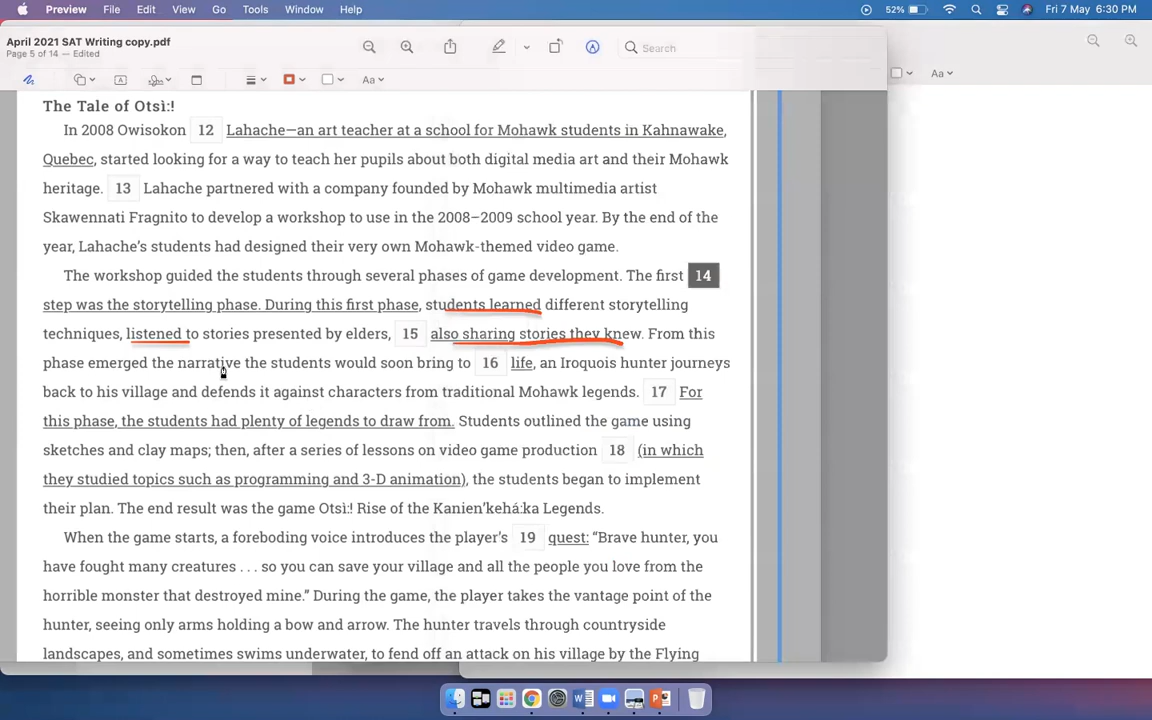 Preview File Edit View Go Tools Window Help 52% Fri 7 May 6:30 PM
April 2021 SAT Writing copy.pdf
Page 5 of 14 — Edited
Search
Aa
Aa
The Tale of Otsì:!
In 2008 Owisokon 12 Lahache—an art teacher at a school for Mohawk students in Kahnawake,
Quebec, started looking for a way to teach her pupils about both digital media art and their Mohawk
heritage. 13 Lahache partnered with a company founded by Mohawk multimedia artist
Skawennati Fragnito to develop a workshop to use in the 2008–2009 school year. By the end of the
year, Lahache's students had designed their very own Mohawk-themed video game.
The workshop guided the students through several phases of game development. The first 14
step was the storytelling phase. During this first phase, students learned different storytelling
techniques, listened to stories presented by elders, 15 also sharing stories they knew. From this
phase emerged the narrative the students would soon bring to 16 life, an Iroquois hunter journeys
back to his village and defends it against characters from traditional Mohawk legends. 17 For
this phase, the students had plenty of legends to draw from. Students outlined the game using
sketches and clay maps; then, after a series of lessons on video game production 18 (in which
they studied topics such as programming and 3-D animation), the students began to implement
their plan. The end result was the game Otsì:! Rise of the Kanien'kehá:ka Legends.
When the game starts, a foreboding voice introduces the player's 19 quest: “Brave hunter, you
have fought many creatures . . . so you can save your village and all the people you love from the
horrible monster that destroyed mine.” During the game, the player takes the vantage point of the
hunter, seeing only arms holding a bow and arrow. The hunter travels through countryside
landscapes, and sometimes swims underwater, to fend off an attack on his village by the Flying